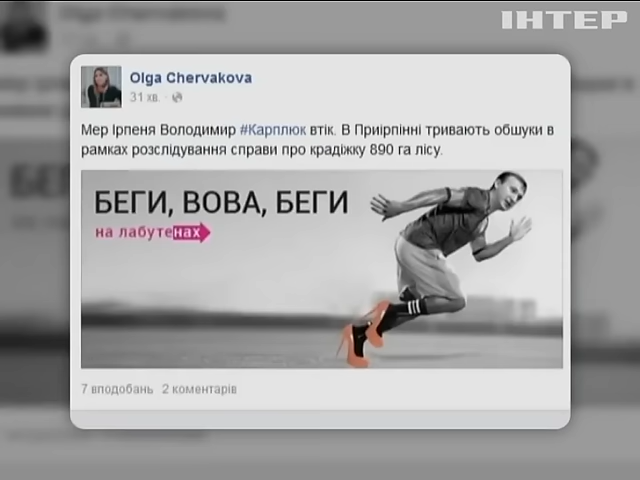 ІНТЕР
Olga Chervakova
31 хв. ·
Мер Ірпеня Володимир #Карплюк втік. В Приірпінні тривають обшуки в
рамках розслідування справи про крадіжку 890 га лісу.
БЕГИ, ВОВА, БЕГИ
на лабутенах
7 вподобань 2 коментарів